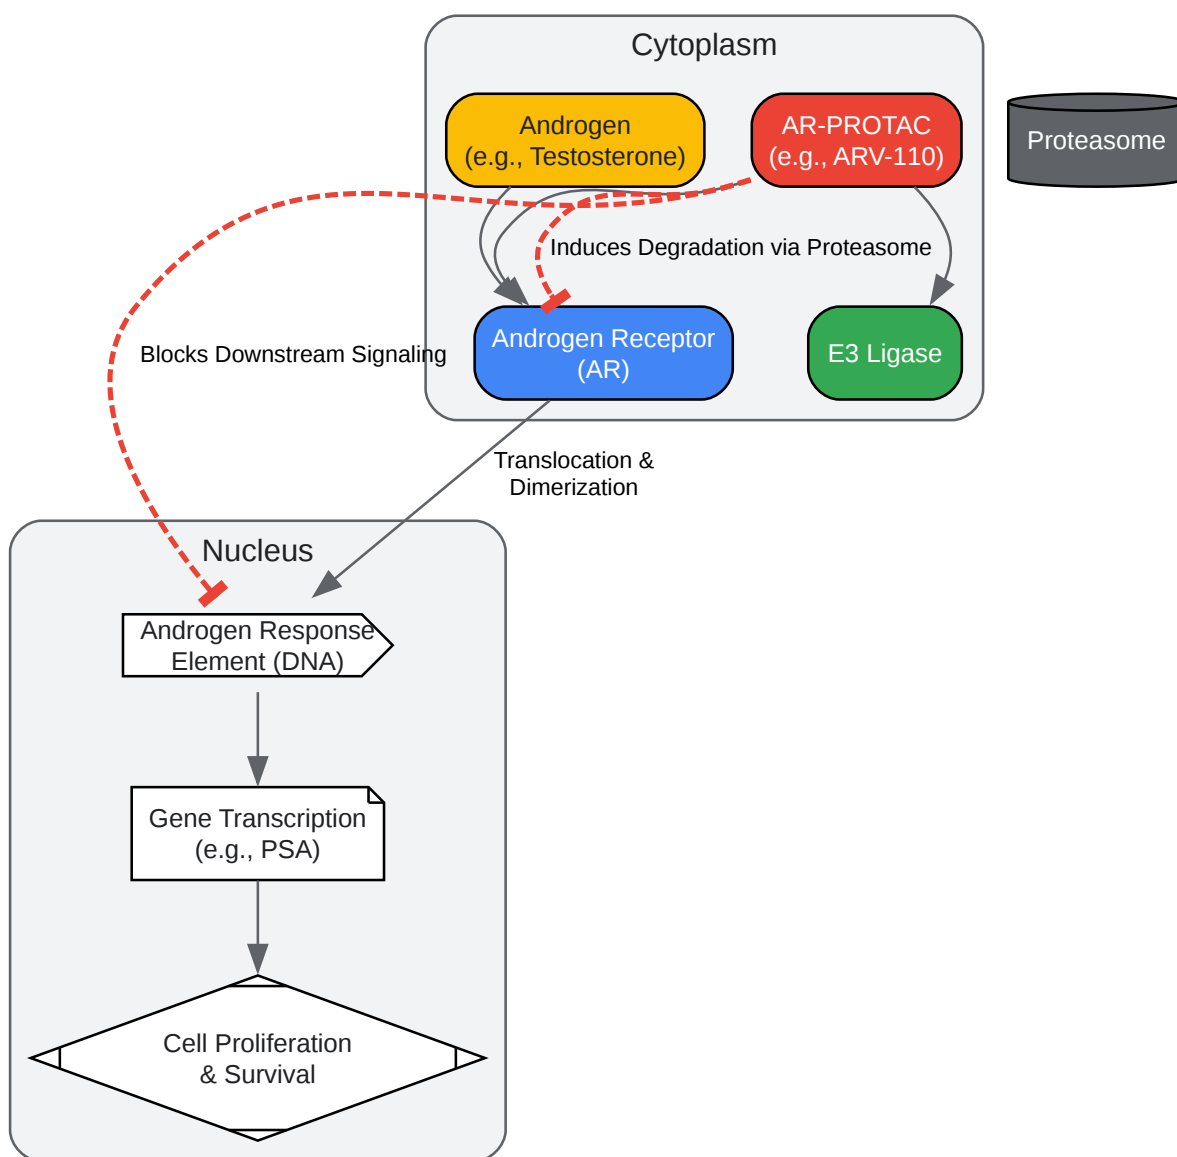 Cytoplasm
Androgen
(e.g., Testosterone)
AR-PROTAC
(e.g., ARV-110)
Proteasome
Induces Degradation via Proteasome
Blocks Downstream Signaling
Androgen Receptor
(AR)
E3 Ligase
Translocation &
Dimerization
Nucleus
Androgen Response
Element (DNA)
Gene Transcription
(e.g., PSA)
Cell Proliferation
& Survival